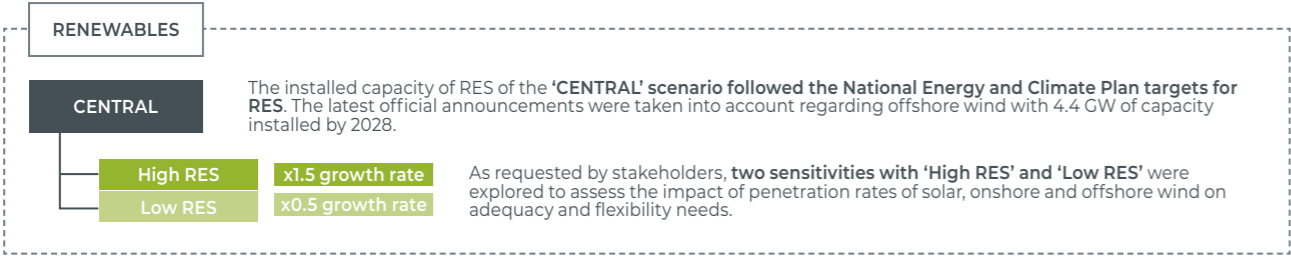 RENEWABLES
CENTRAL
The installed capacity of RES of the ‘CENTRAL’ scenario followed the National Energy and Climate Plan targets for
RES. The latest official announcements were taken into account regarding offshore wind with 4.4 GW of capacity
installed by 2028.
High RES
x1.5 growth rate
Low RES
x0.5 growth rate
As requested by stakeholders, two sensitivities with ‘High RES’ and ‘Low RES’ were
explored to assess the impact of penetration rates of solar, onshore and offshore wind on
adequacy and flexibility needs.